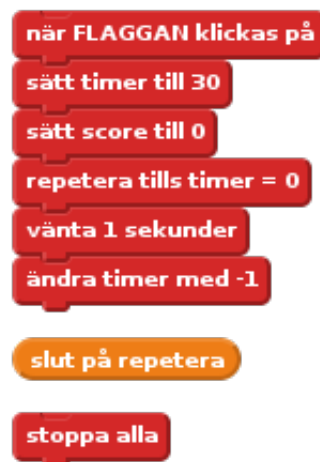 när FLAGGAN klickas på
sätt timer till 30
sätt score till 0
repetera tills timer = 0
vänta 1 sekunder
ändra timer med -1
slut på repetera
stoppa alla